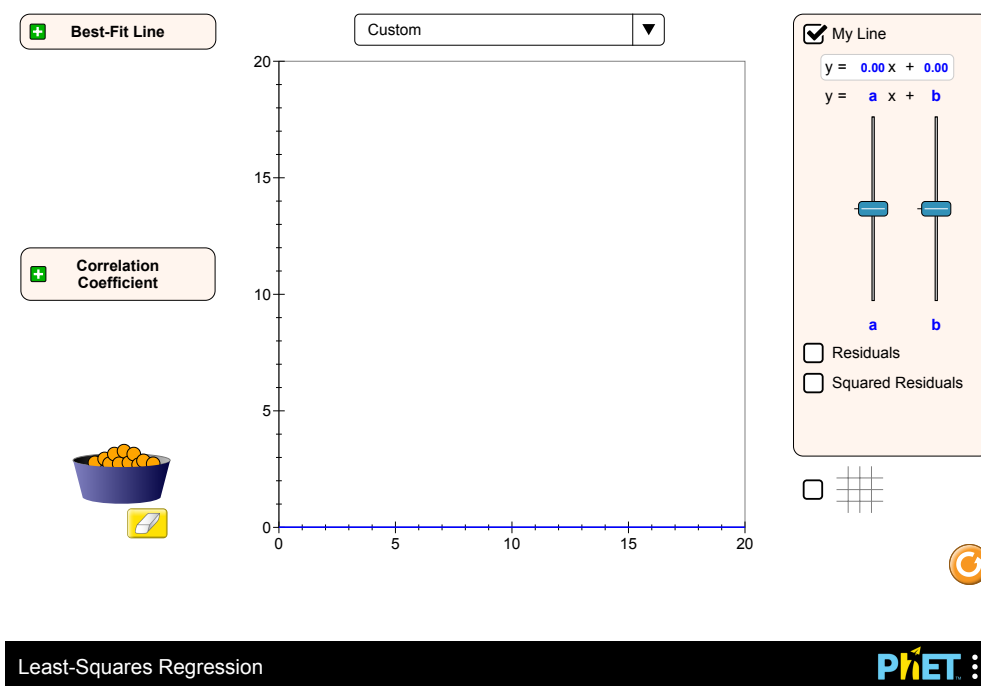 Best-Fit Line
Custom
▼
My Line
y = 0.00 x + 0.00
y = a x + b
a b
Residuals
Squared Residuals
Correlation
Coefficient
20
15
10
5
0
0 5 10 15 20
Least-Squares Regression
PhET